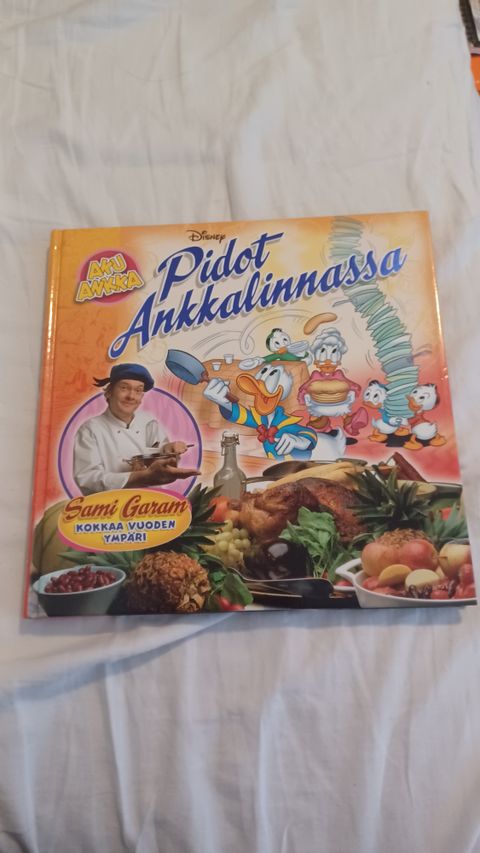 Disney
AKU
ANKKA
Pidot
Ankkalinnassa
Sami Garam
KOKKAA VUODEN
YMPÄRI